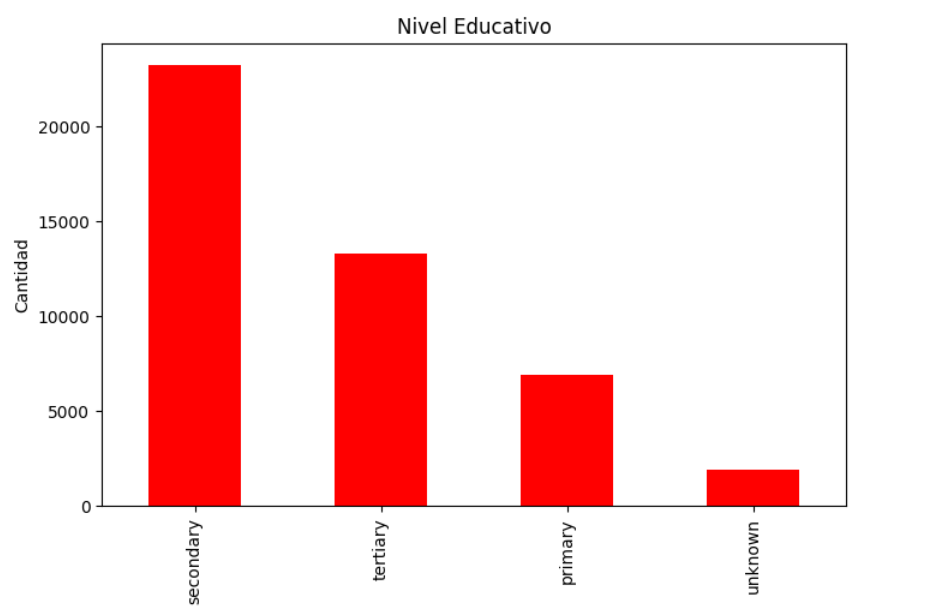 Nivel Educativo
Cantidad
20000
15000
10000
5000
0
secondary
tertiary
primary
unknown